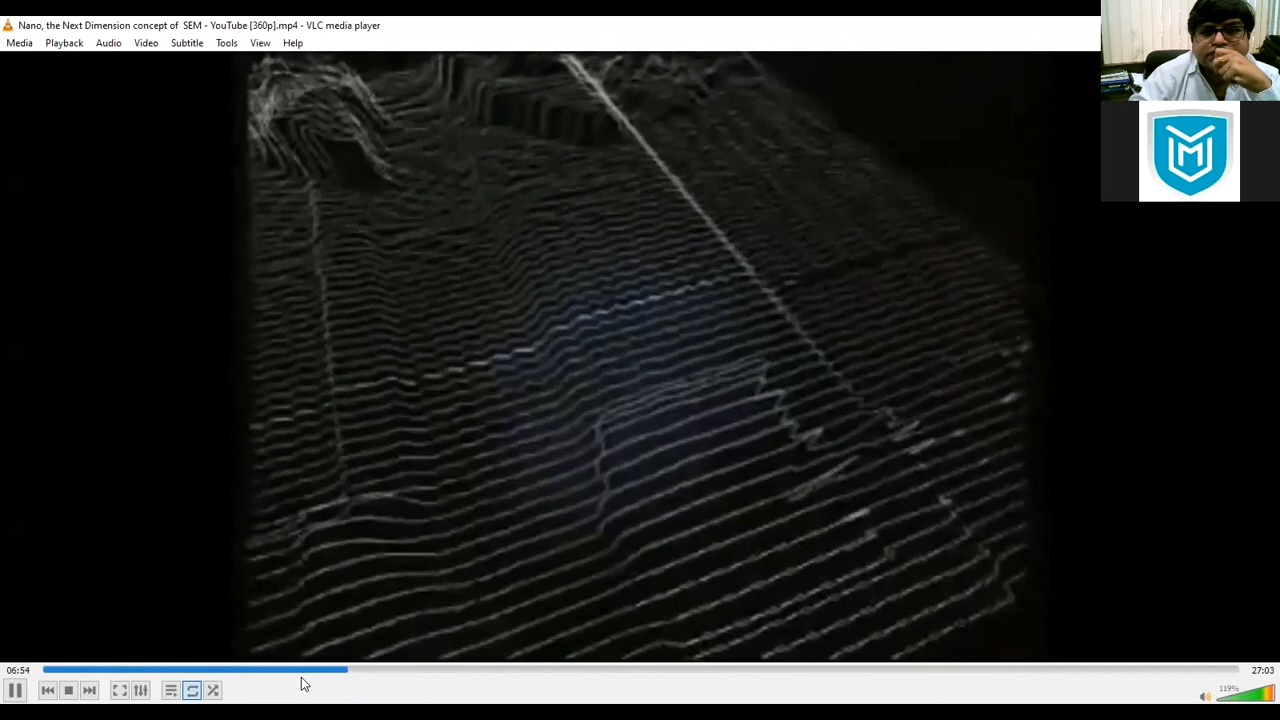 Nano, the Next Dimension concept of  SEM - YouTube [360p].mp4 - VLC media player
Media Playback Audio Video Subtitle Tools View Help
06:54
27:03
119%